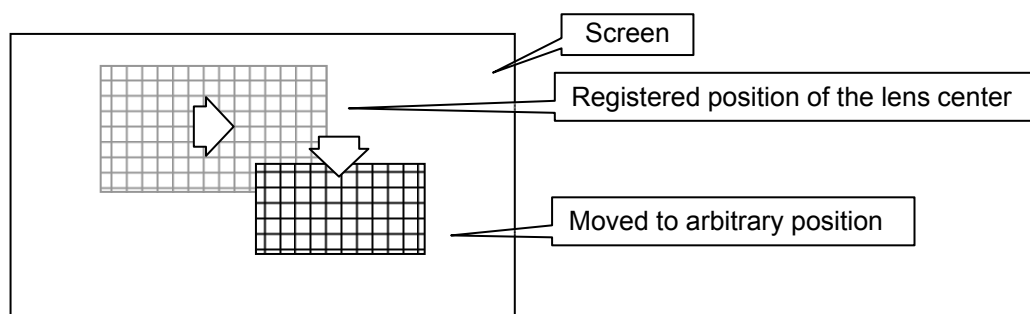 Screen
Registered position of the lens center
Moved to arbitrary position